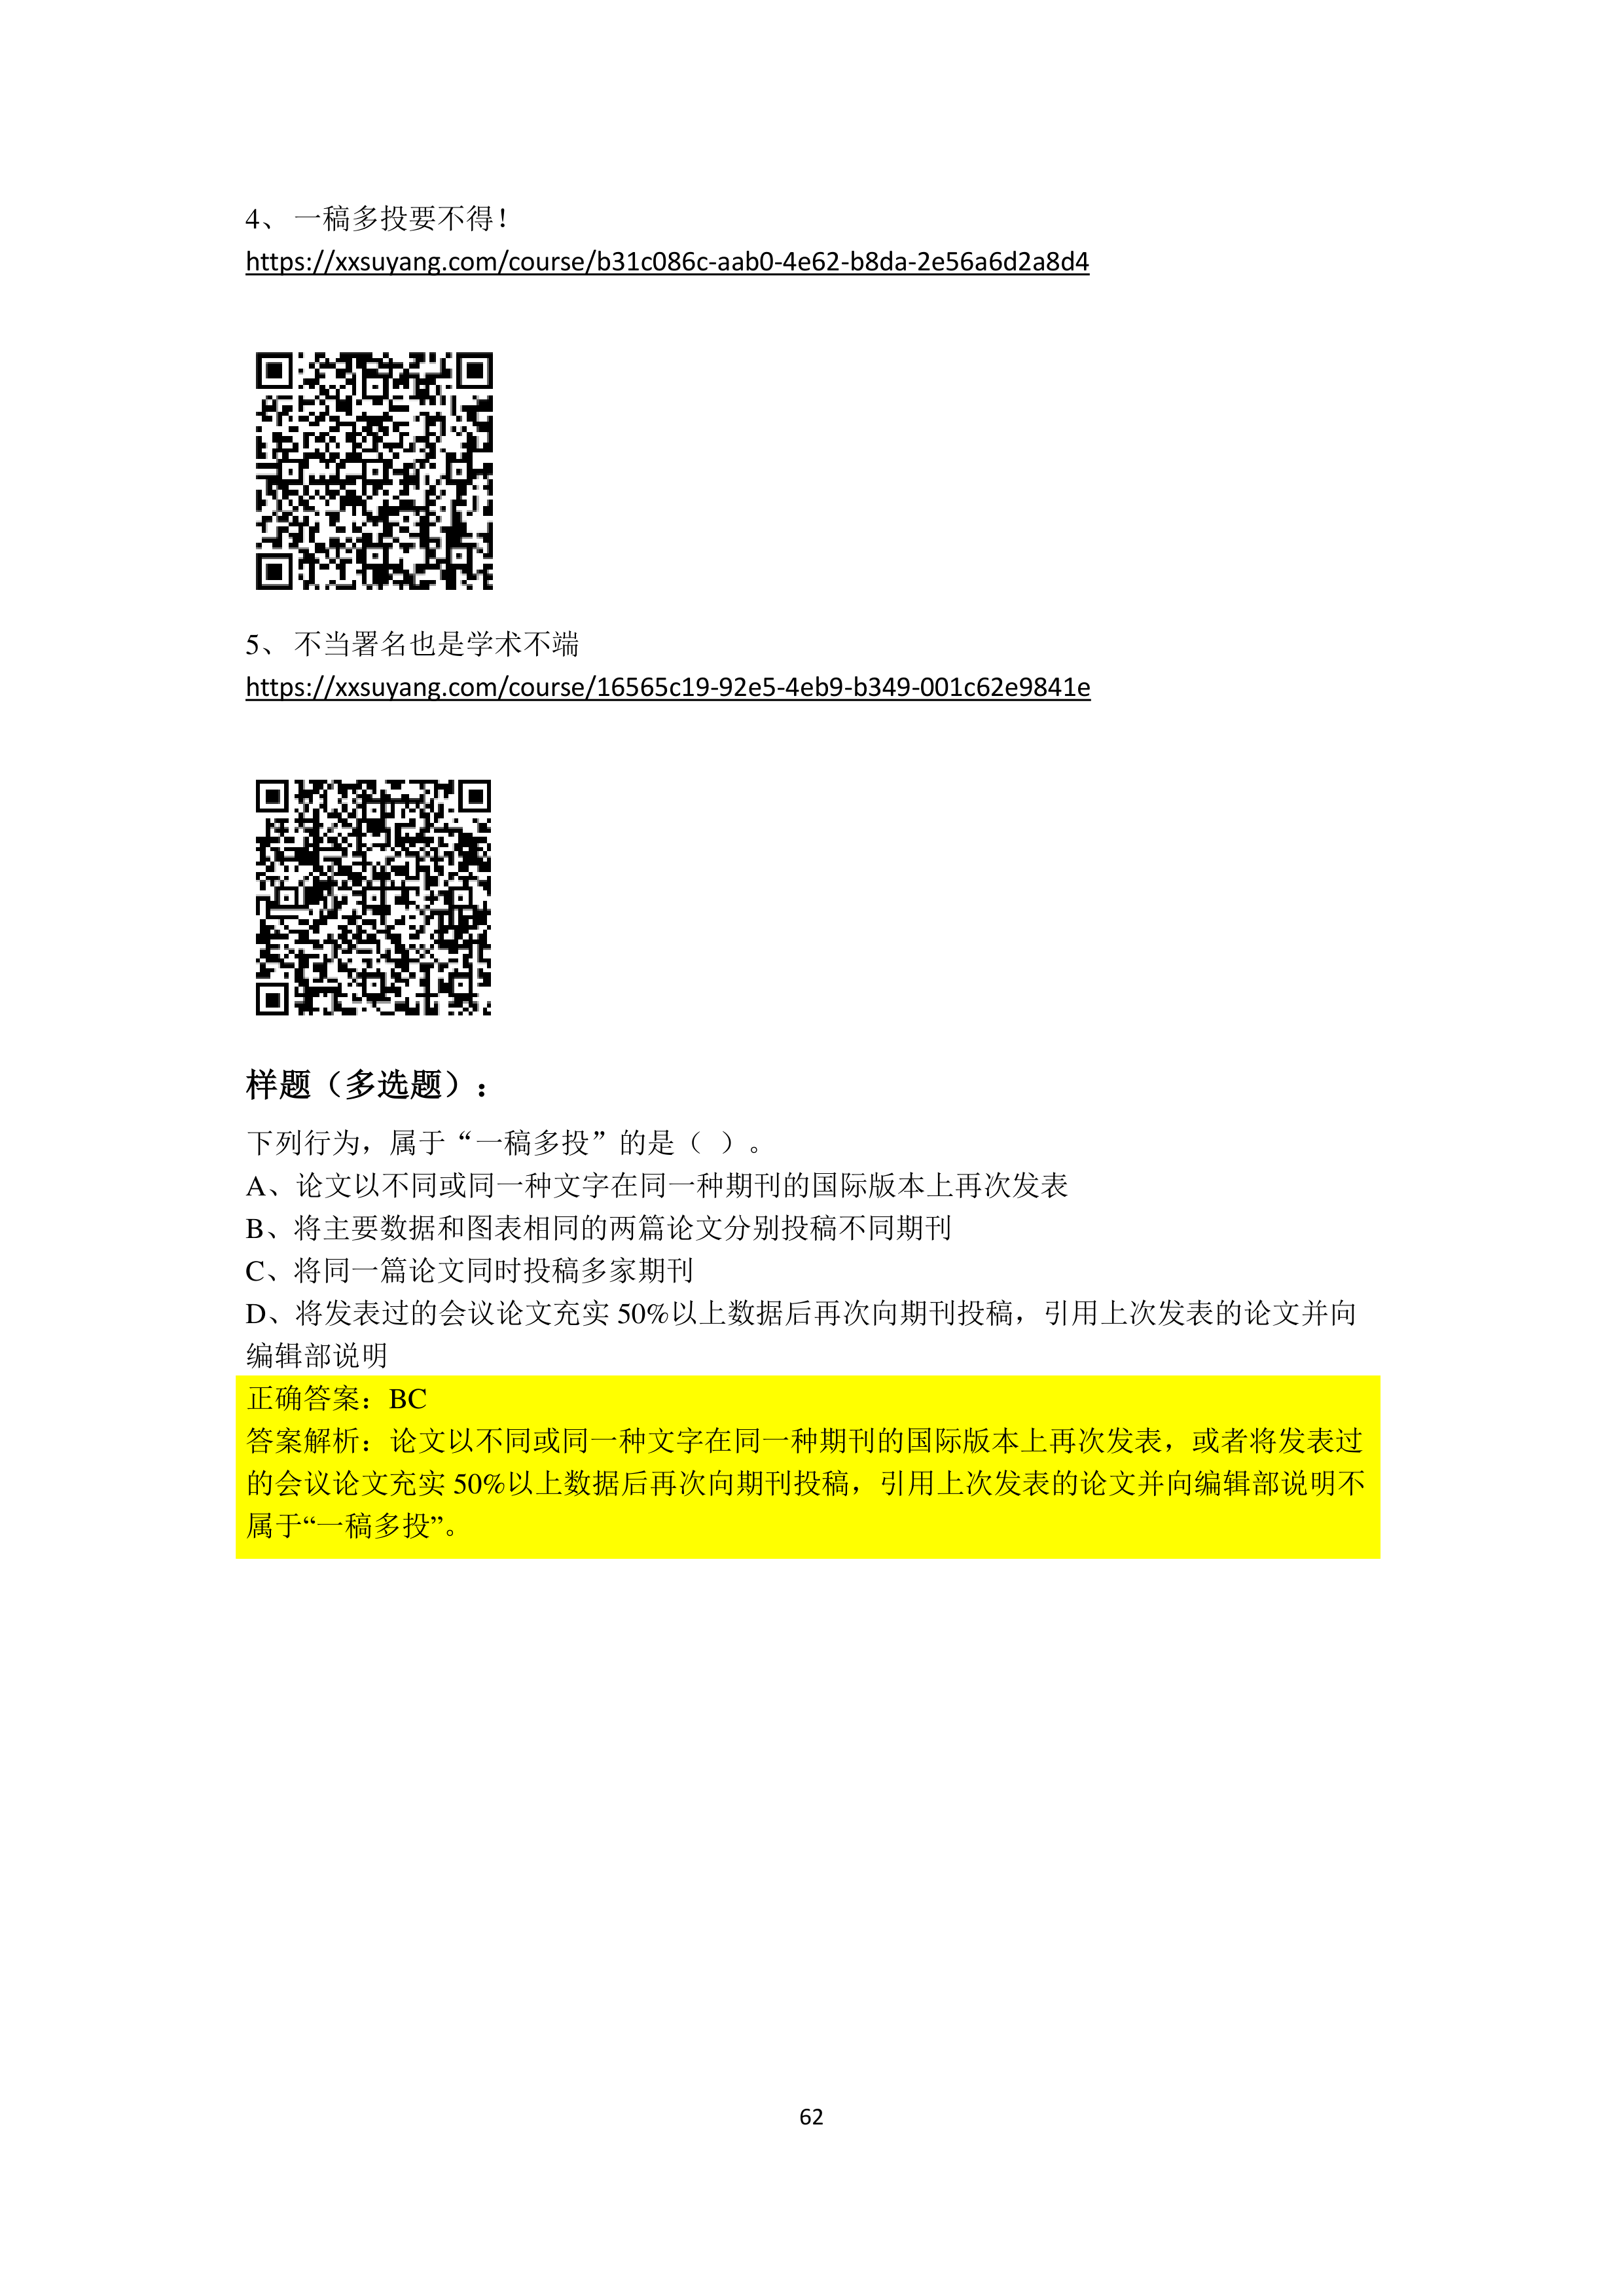 4、 一稿多投要不得！
https://xxsuyang.com/course/b31c086c-aab0-4e62-b8da-2e56a6d2a8d4
5、 不当署名也是学术不端
https://xxsuyang.com/course/16565c19-92e5-4eb9-b349-001c62e9841e
样题（多选题）：
下列行为，属于“一稿多投”的是（ ）。
A、论文以不同或同一种文字在同一种期刊的国际版本上再次发表
B、将主要数据和图表相同的两篇论文分别投稿不同期刊
C、将同一篇论文同时投稿多家期刊
D、将发表过的会议论文充实 50%以上数据后再次向期刊投稿，引用上次发表的论文并向
编辑部说明
正确答案：BC
答案解析：论文以不同或同一种文字在同一种期刊的国际版本上再次发表，或者将发表过
的会议论文充实 50%以上数据后再次向期刊投稿，引用上次发表的论文并向编辑部说明不
属于“一稿多投”。
62